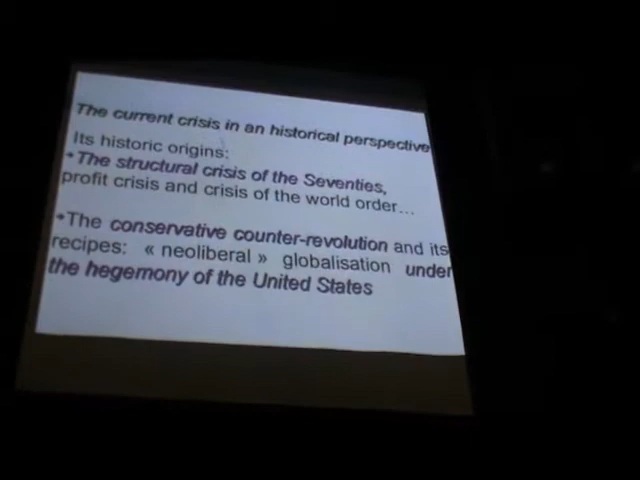 The current crisis in an historical perspective
Its historic origins:
•The structural crisis of the Seventies,
profit crisis and crisis of the world order…
•The conservative counter-revolution and its
recipes: « neoliberal » globalisation under
the hegemony of the United States